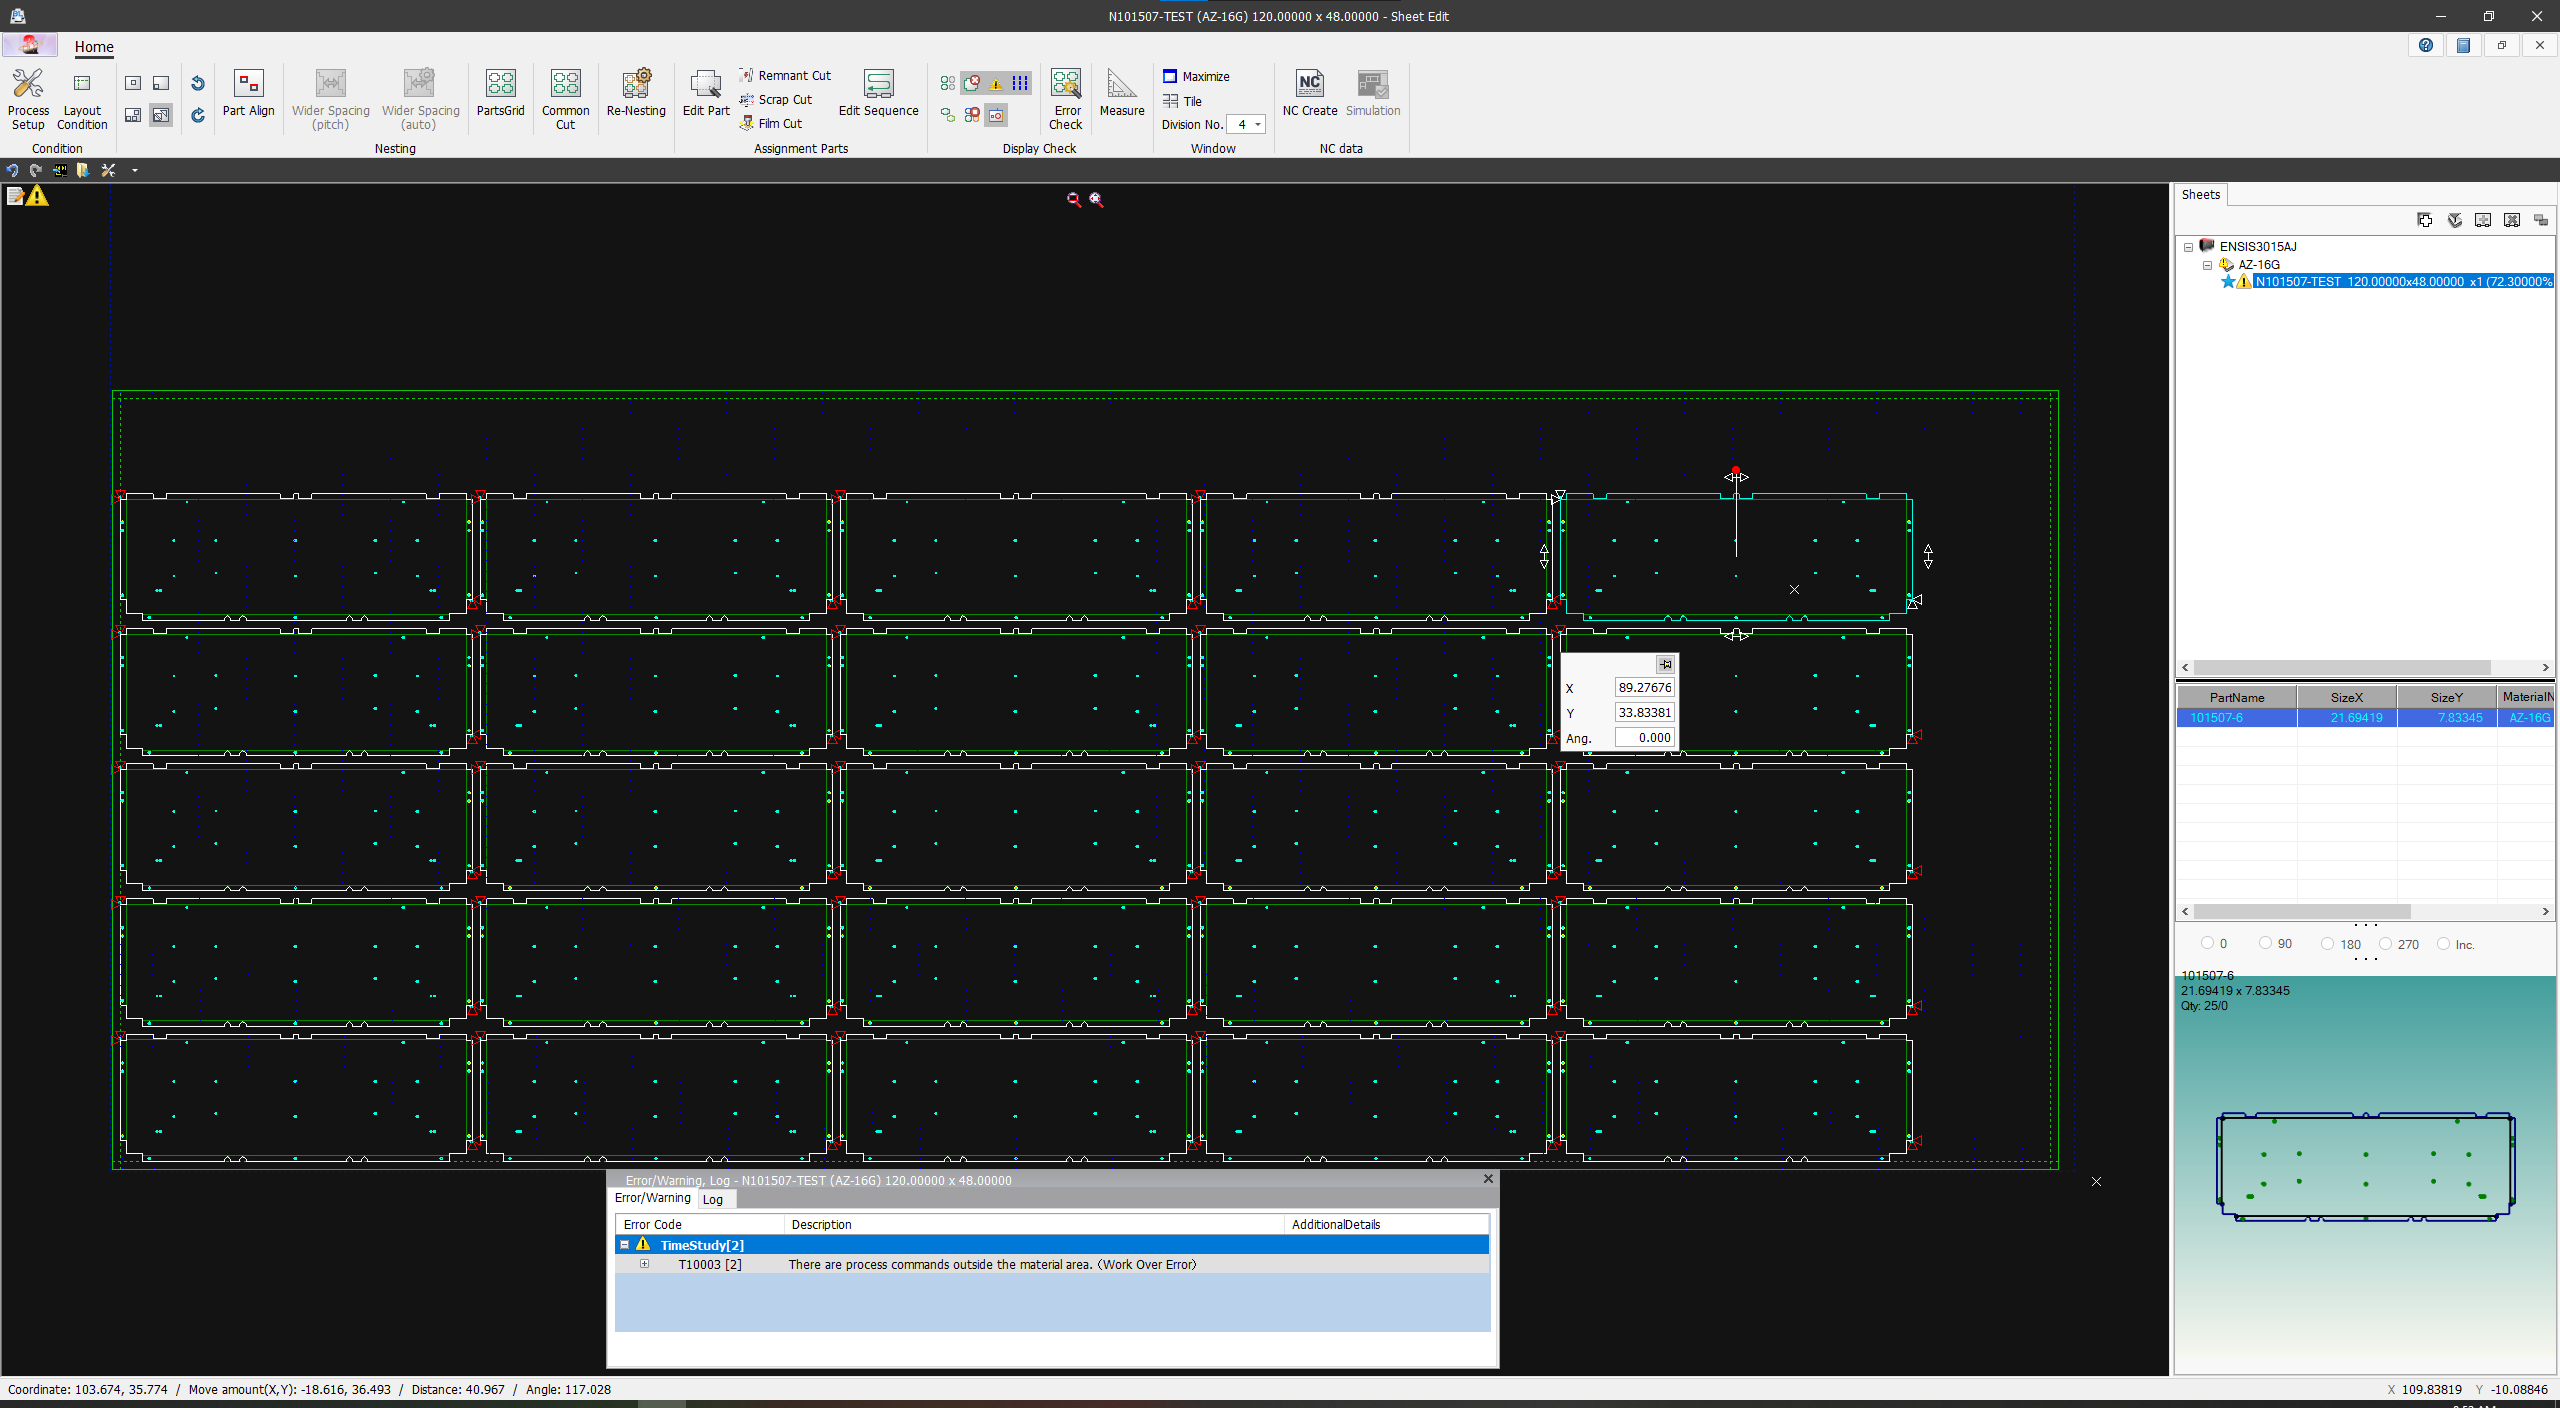 N101507-TEST (AZ-16G) 120.00000 x 48.00000 - Sheet Edit
Home
Process Setup
Layout Condition
Condition
Part Align
Wider Spacing (pitch)
Wider Spacing (auto)
PartsGrid
Common Cut
Re-Nesting
Nesting
Edit Part
Remnant Cut
Scrap Cut
Film Cut
Edit Sequence
Assignment Parts
Error Check
Display Check
Measure
Maximize
Tile
Division No. 4
Window
NC
NC Create
Simulation
NC data
Sheets
ENSIS3015AJ
AZ-16G
N101507-TEST 120.00000x48.00000 x1 (72.30000%
X 89.27676
Y 33.83381
Ang. 0.000
PartName SizeX SizeY MaterialN
101507-6 21.69419 7.83345 AZ-16G
0 90 180 270 Inc.
101507-6
21.69419 x 7.83345
Qty: 25/0
Error/Warning, Log - N101507-TEST (AZ-16G) 120.00000 x 48.00000
Error/Warning Log
Error Code Description AdditionalDetails
TimeStudy[2]
T10003 [2] There are process commands outside the material area. (Work Over Error)
Coordinate: 103.674, 35.774 / Move amount(X,Y): -18.616, 36.493 / Distance: 40.967 / Angle: 117.028
X 109.83819 Y -10.08846